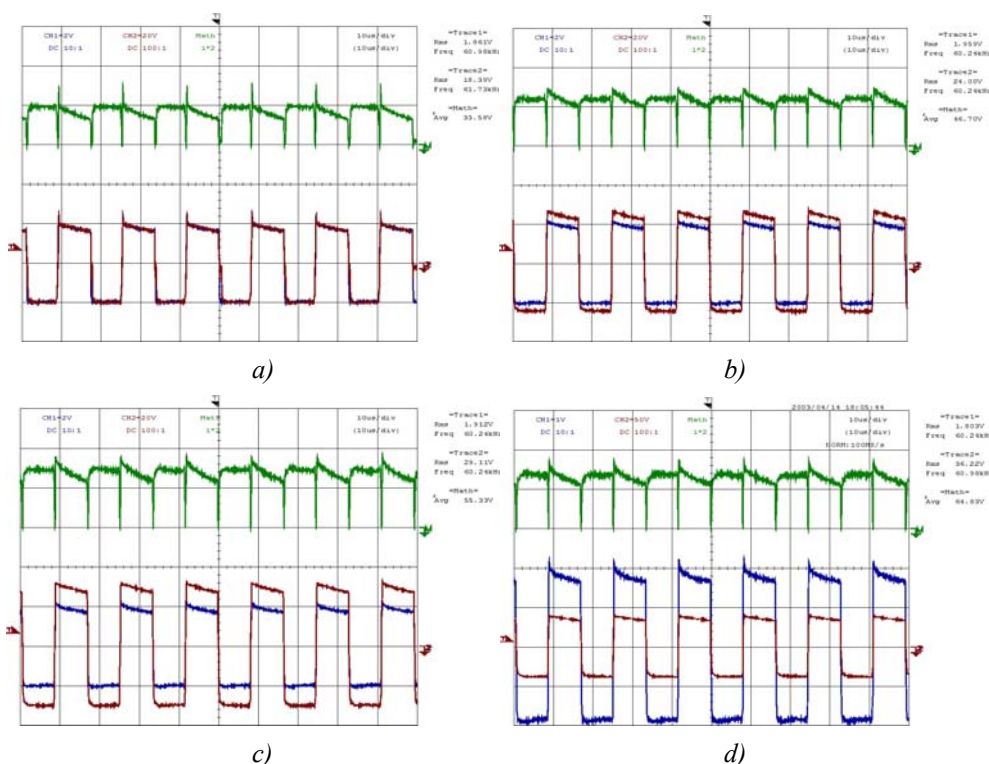 CH1=2V CH2=20V Math 10us/div
DC 10:1 DC 100:1 1*2 (10us/div)
=Trace1=
Rms 1.861V
Freq 60.98kHz
=Trace2=
Rms 18.39V
Freq 61.73kHz
=Math=
Avg 33.58V
a)
CH1=2V CH2=20V Math 10us/div
DC 10:1 DC 100:1 1*2 (10us/div)
=Trace1=
Rms 1.959V
Freq 60.24kHz
=Trace2=
Rms 24.00V
Freq 60.24kHz
=Math=
Avg 46.70V
b)
CH1=2V CH2=20V Math 10us/div
DC 10:1 DC 100:1 1*2 (10us/div)
=Trace1=
Rms 1.912V
Freq 60.24kHz
=Trace2=
Rms 29.11V
Freq 60.24kHz
=Math=
Avg 55.33V
c)
2003/04/14 18:05:44
CH1=1V CH2=50V Math 10us/div
DC 10:1 DC 100:1 1*2 (10us/div)
NORM:100MS/s
=Trace1=
Rms 1.803V
Freq 60.24kHz
=Trace2=
Rms 36.22V
Freq 60.98kHz
=Math=
Avg 64.83V
d)